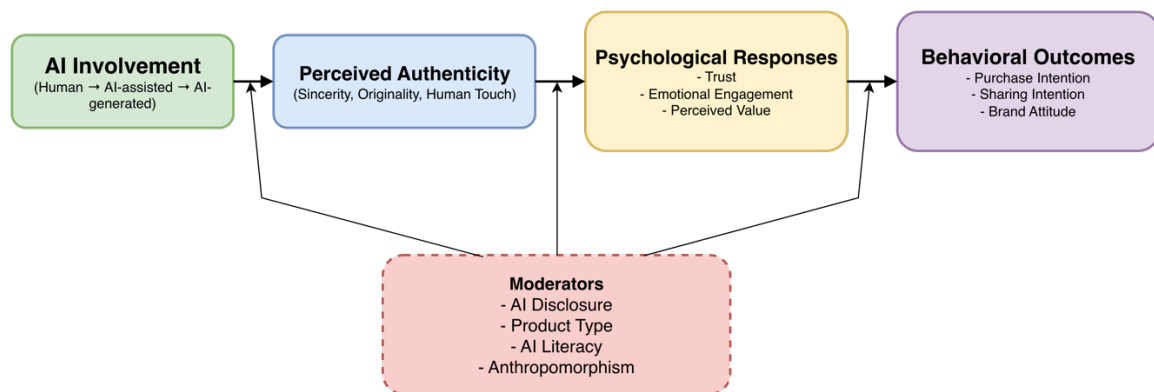 AI Involvement
(Human → AI-assisted → AI-
generated)
Perceived Authenticity
(Sincerity, Originality, Human Touch)
Psychological Responses
- Trust
- Emotional Engagement
- Perceived Value
Behavioral Outcomes
- Purchase Intention
- Sharing Intention
- Brand Attitude
Moderators
- AI Disclosure
- Product Type
- AI Literacy
- Anthropomorphism